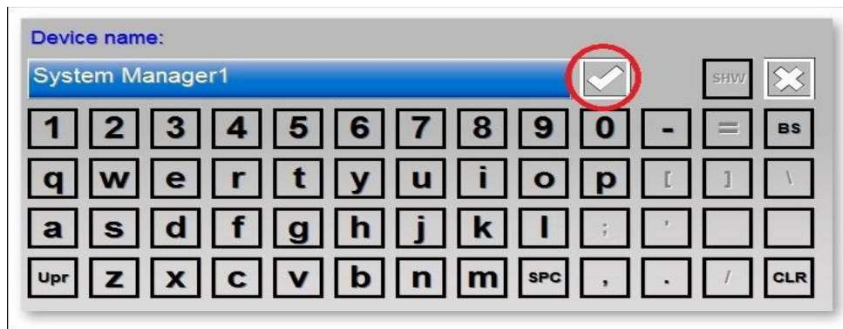 Device name:
System Manager1
SHW
1 2 3 4 5 6 7 8 9 0 - = BS
q w e r t y u i o p [ ] \
a s d f g h j k l ; '
Upr z x c v b n m SPC , . / CLR